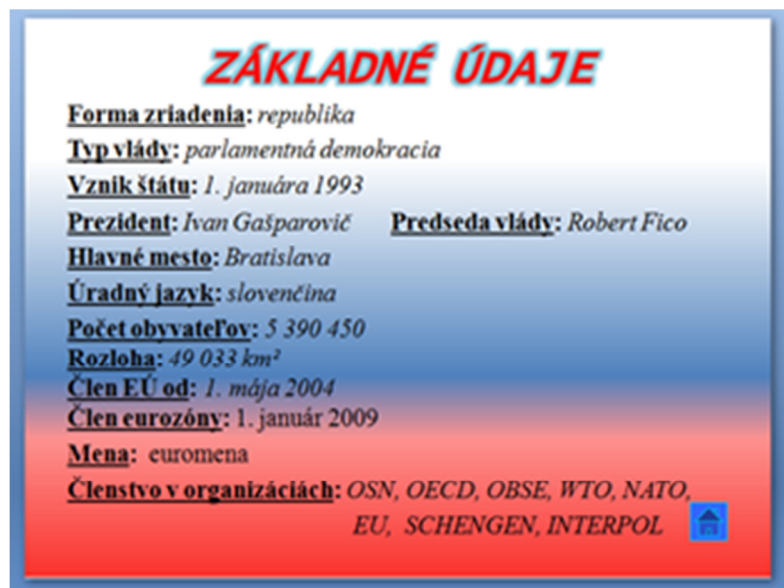 ZÁKLADNÉ ÚDAJE
Forma zriadenia: republika
Typ vlády: parlamentná demokracia
Vznik štátu: 1. januára 1993
Prezident: Ivan Gašparovič Predseda vlády: Robert Fico
Hlavné mesto: Bratislava
Úradný jazyk: slovenčina
Počet obyvateľov: 5 390 450
Rozloha: 49 033 km²
Člen EÚ od: 1. mája 2004
Člen eurozóny: 1. január 2009
Mena: euromena
Členstvo v organizáciách: OSN, OECD, OBSE, WTO, NATO,
EU, SCHENGEN, INTERPOL